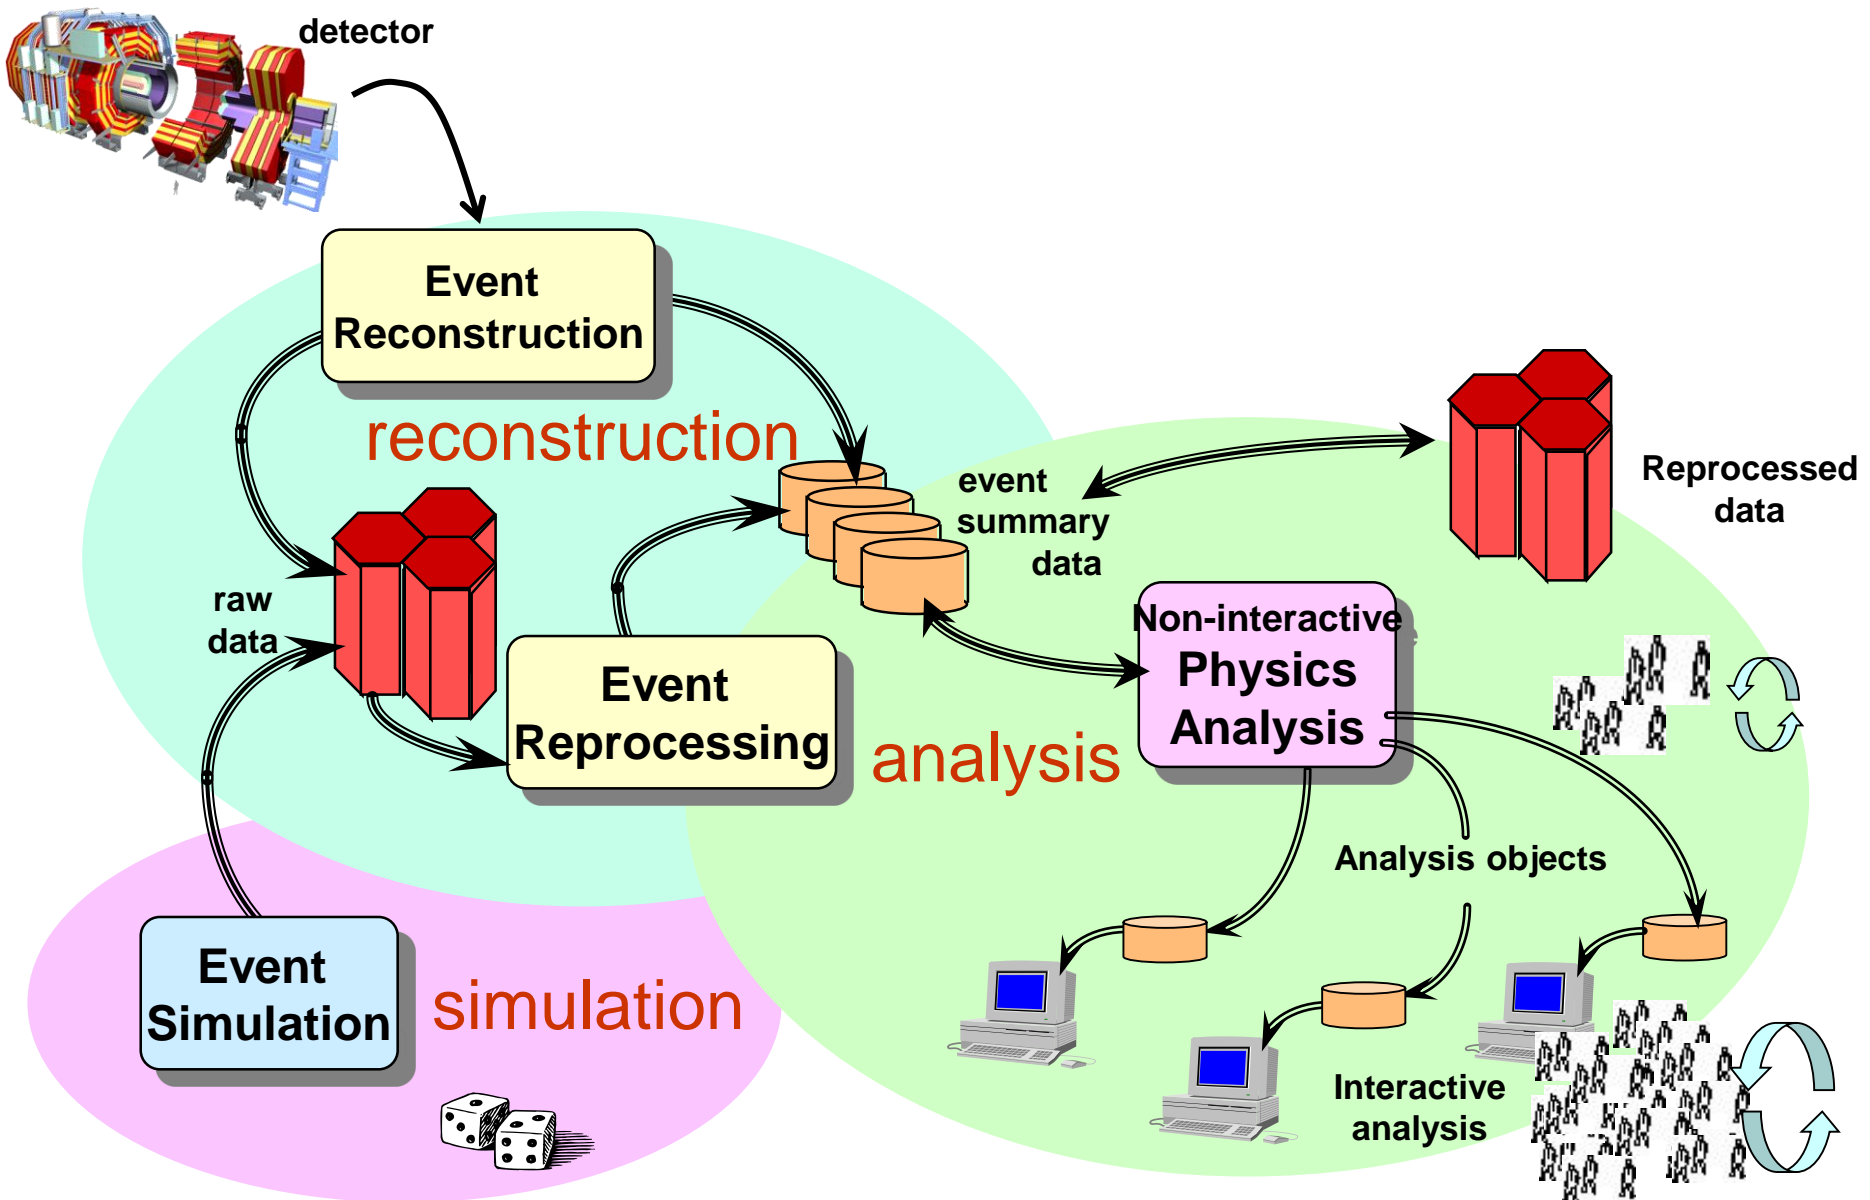 detector
Event
Reconstruction
reconstruction
event
summary
data
Reprocessed
data
raw
data
Non-interactive
Physics
Analysis
Event
Reprocessing
analysis
Analysis objects
Event
Simulation
simulation
Interactive
analysis